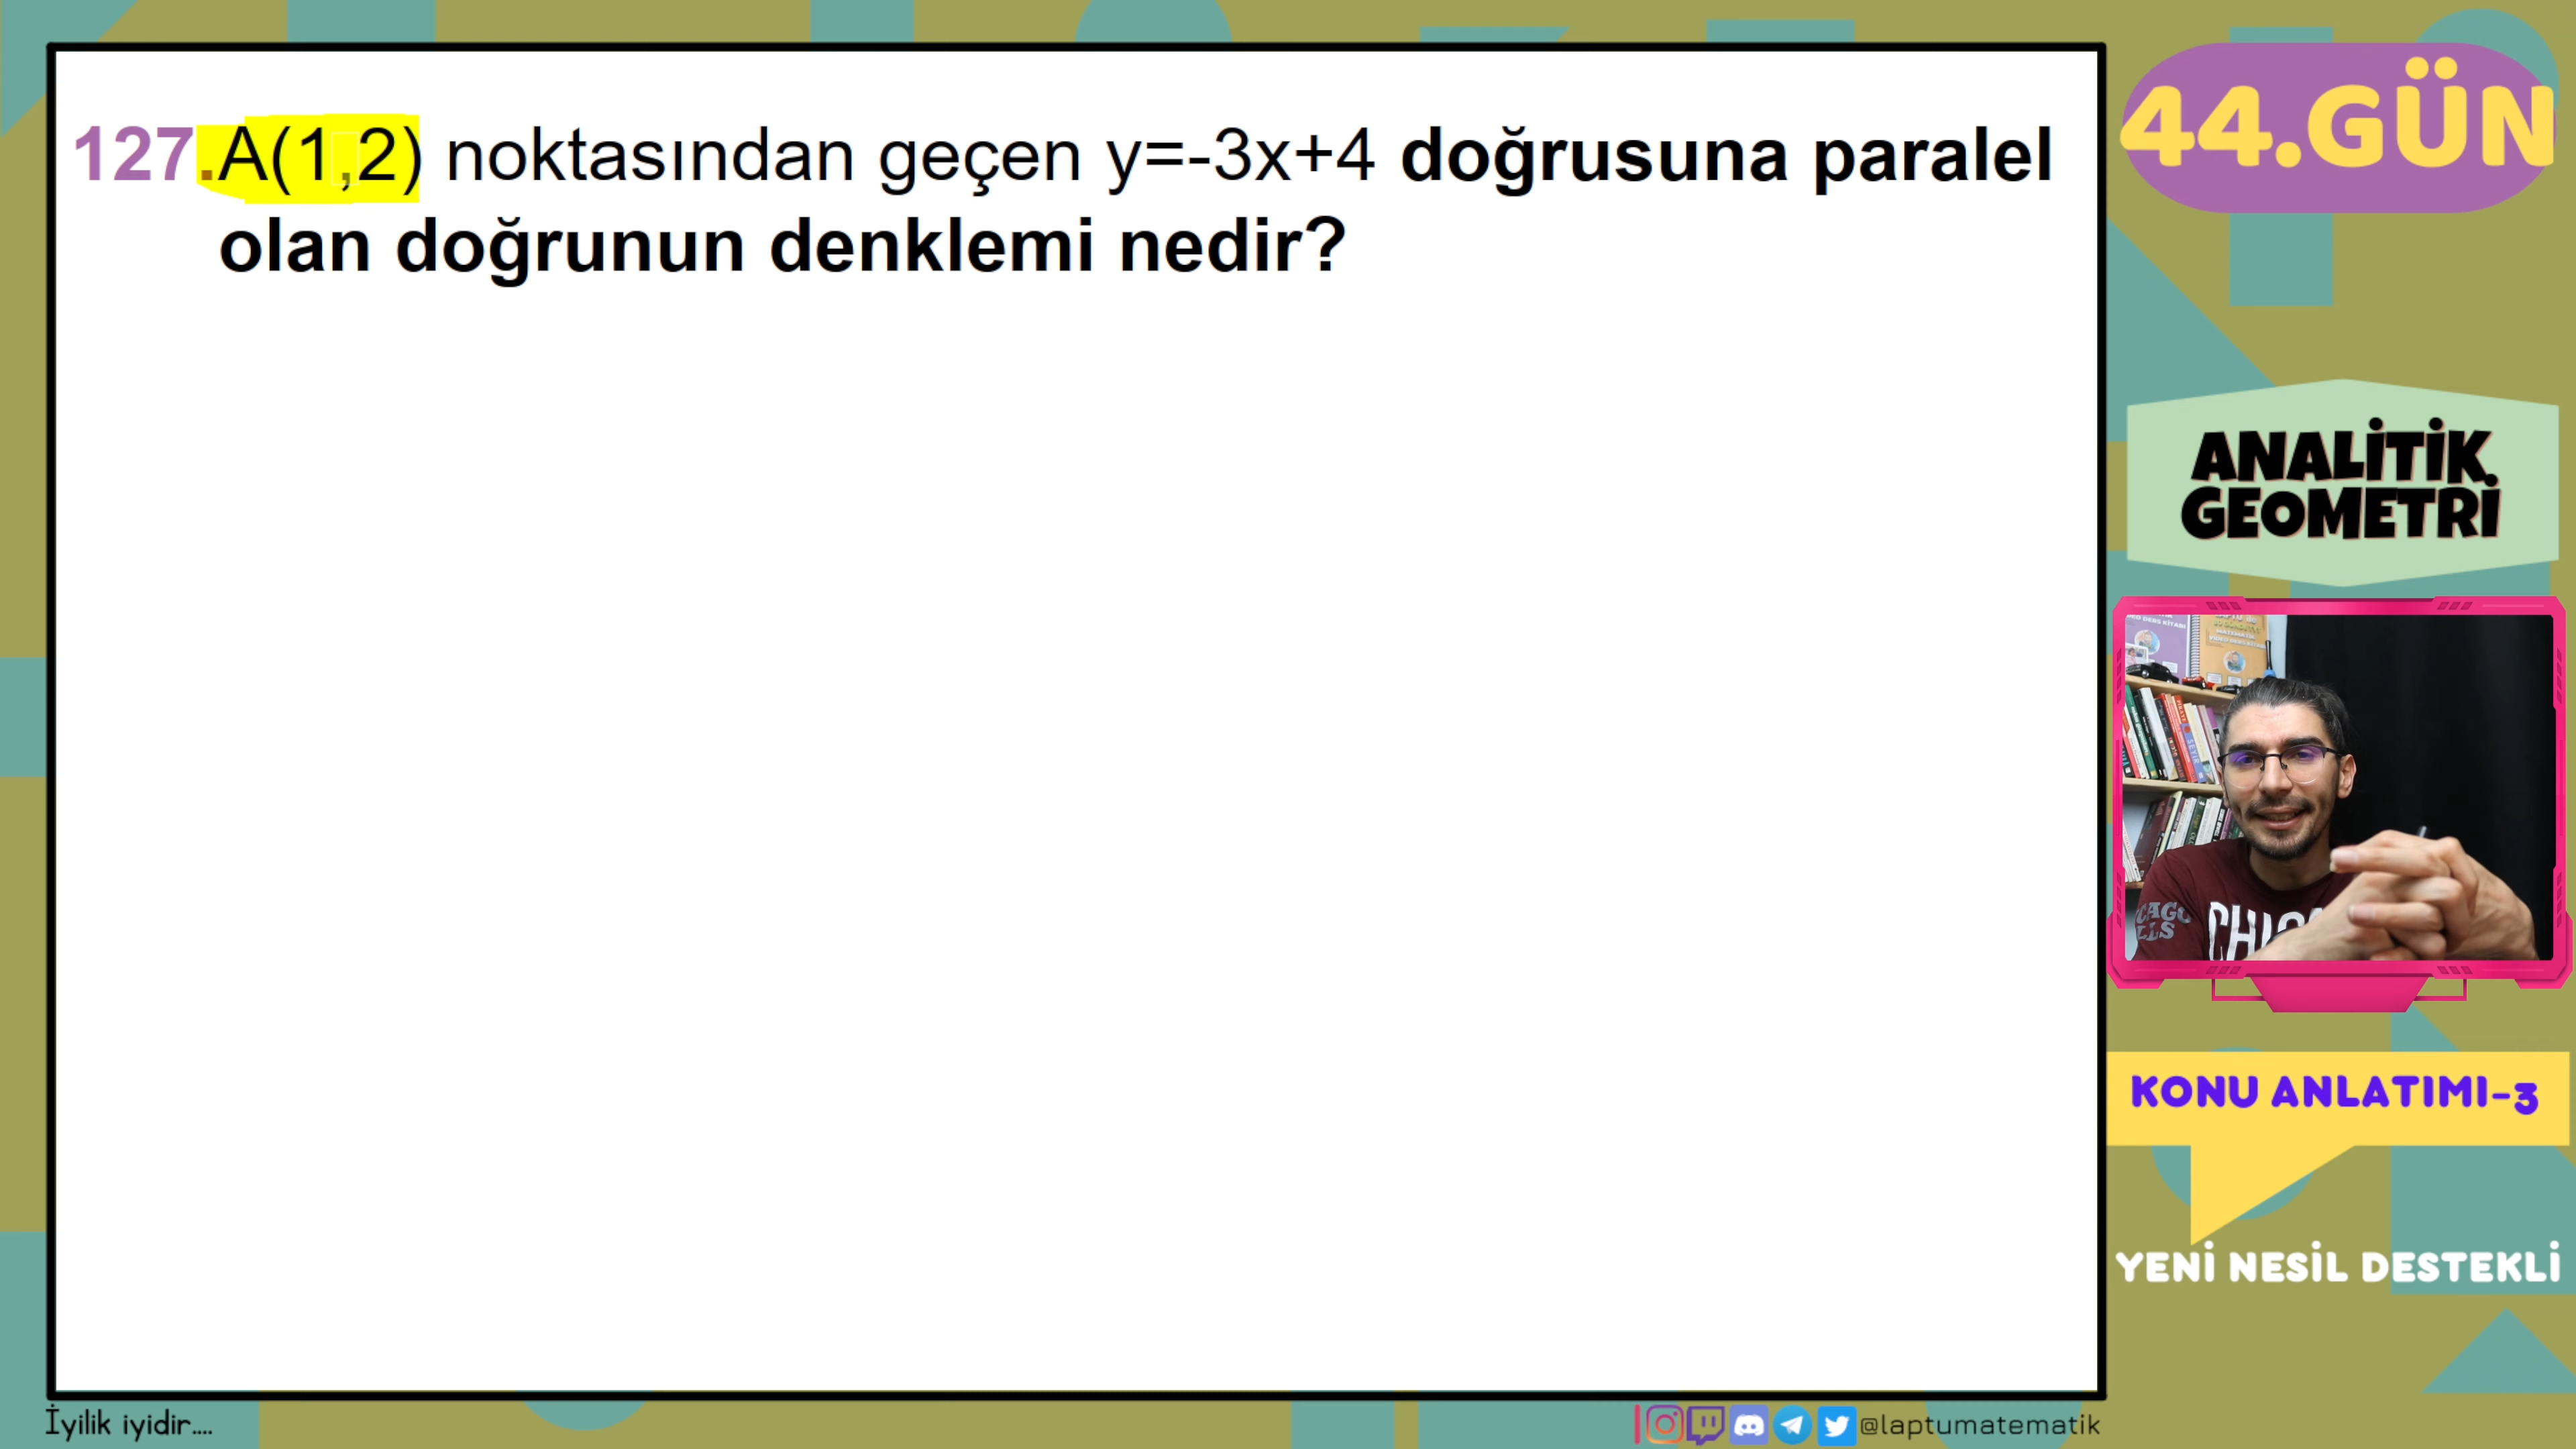 127.A(1,2) noktasından geçen y=-3x+4 doğrusuna paralel
olan doğrunun denklemi nedir?
44.GÜN
ANALİTİK
GEOMETRİ
CHIC
KONU ANLATIMI-3
YENİ NESİL DESTEKLİ
İyilik iyidir....
@laptumatematik